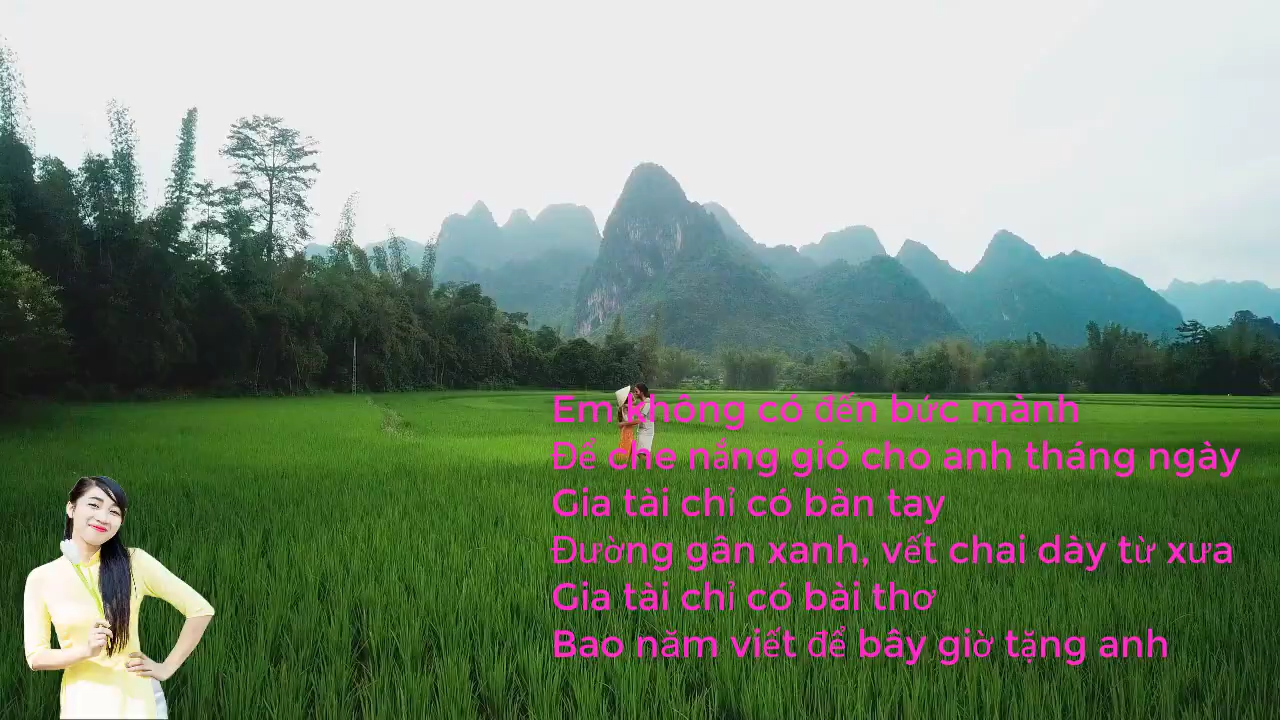 Em không có đến bức mành
Để che nắng gió cho anh tháng ngày
Gia tài chỉ có bàn tay
Đường gân xanh, vết chai dày từ xưa
Gia tài chỉ có bài thơ
Bao năm viết để bây giờ tặng anh